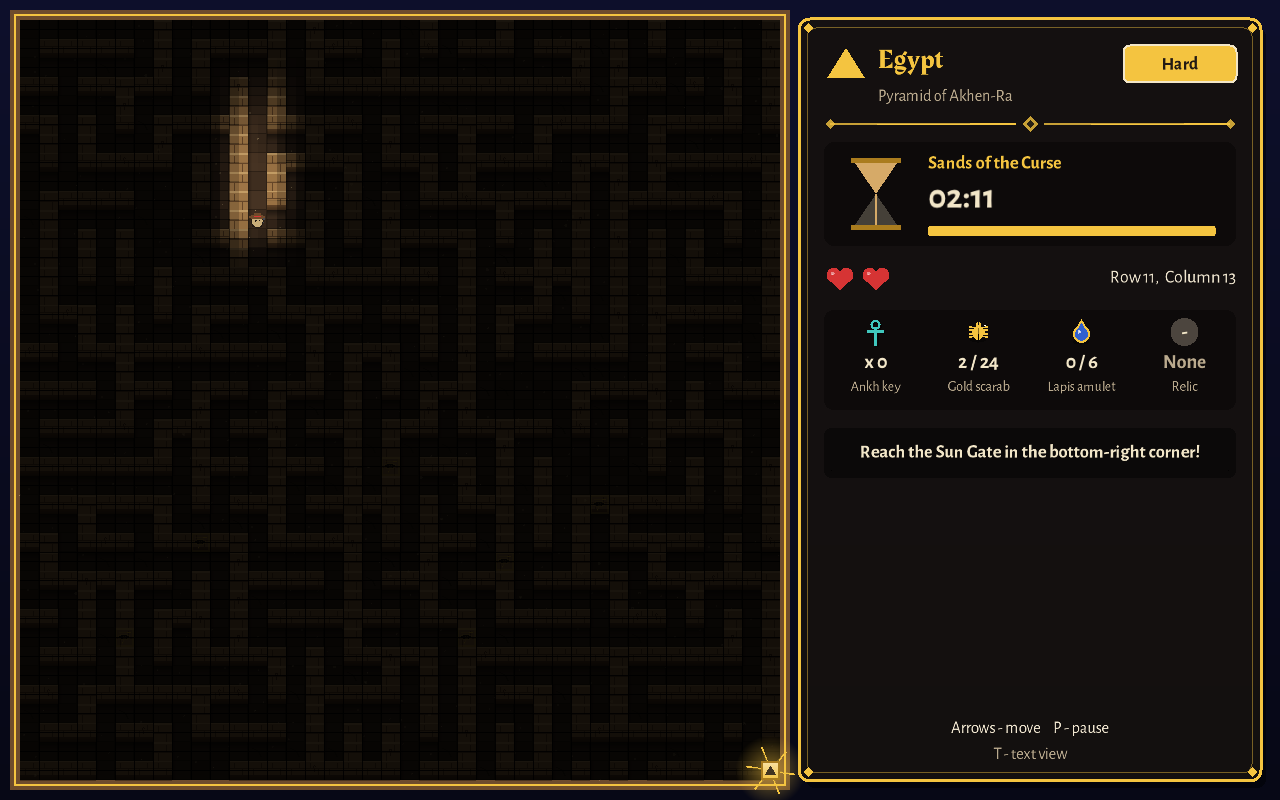 Egypt
Hard
Pyramid of Akhen-Ra
Sands of the Curse
02:11
Row 11, Column 13
x 0
2 / 24
0 / 6
-
None
Ankh key
Gold scarab
Lapis amulet
Relic
Reach the Sun Gate in the bottom-right corner!
Arrows - move P - pause
T - text view